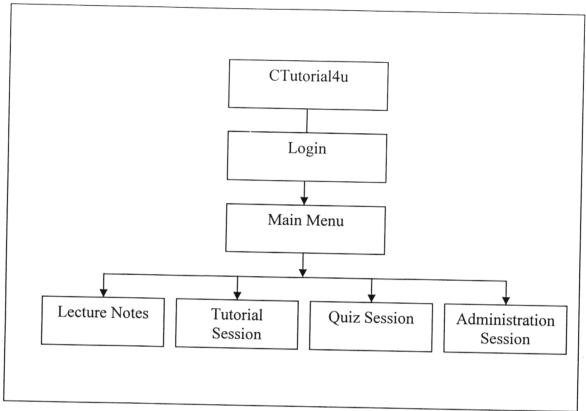 CTutorial4u
Login
Main Menu
Lecture Notes
Tutorial
Session
Quiz Session
Administration
Session